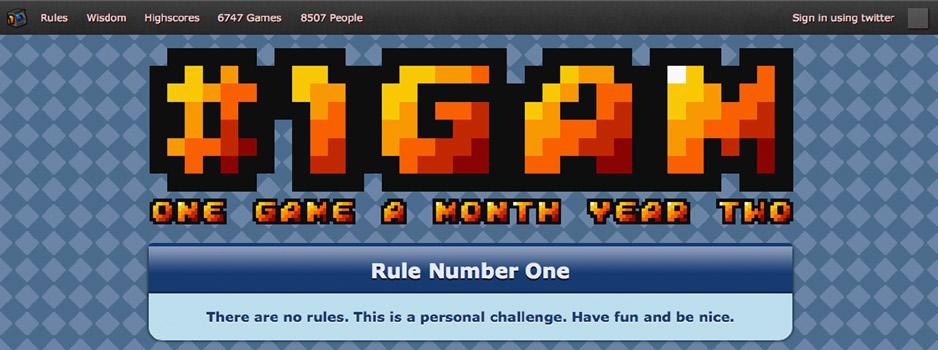 Rules Wisdom Highscores 6747 Games 8507 People Sign in using twitter
#1GAM
ONE GAME A MONTH YEAR TWO
Rule Number One
There are no rules. This is a personal challenge. Have fun and be nice.